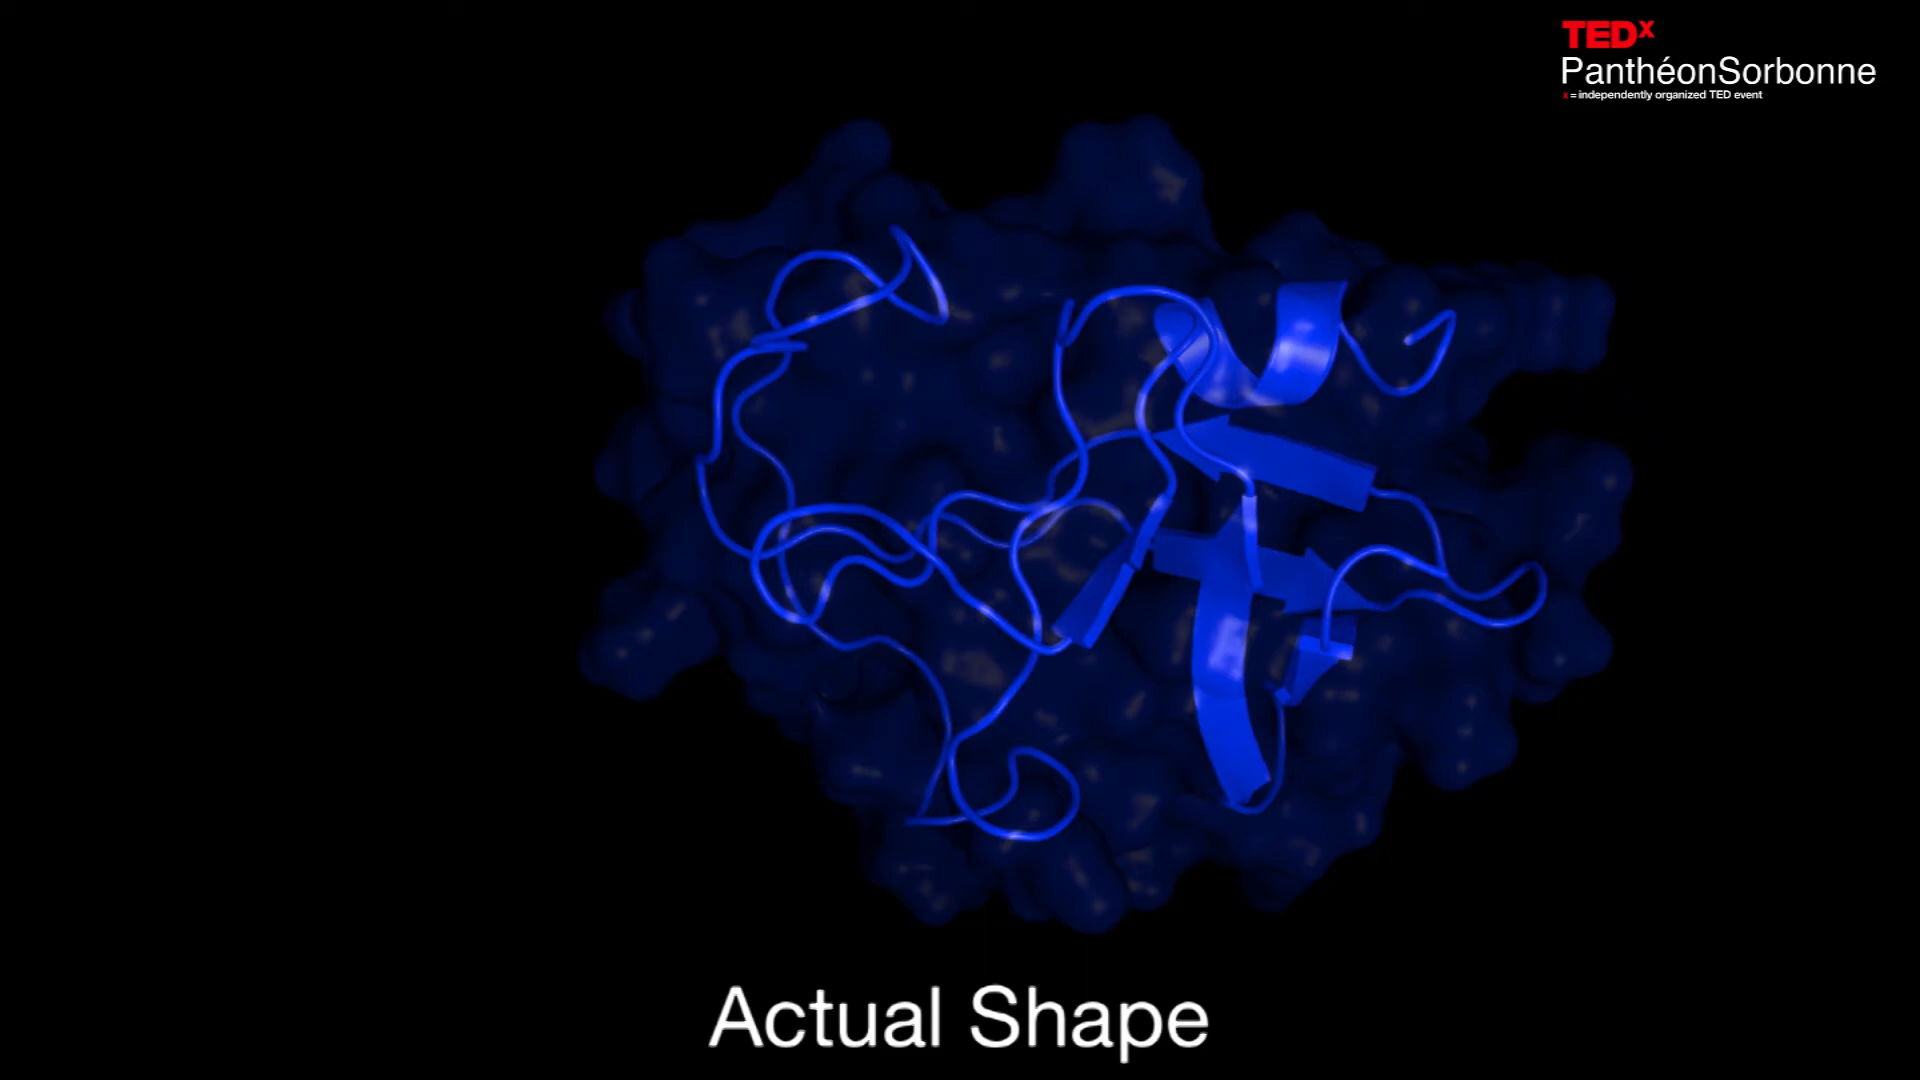 TEDx
PanthéonSorbonne
x = independently organized TED event
Actual Shape